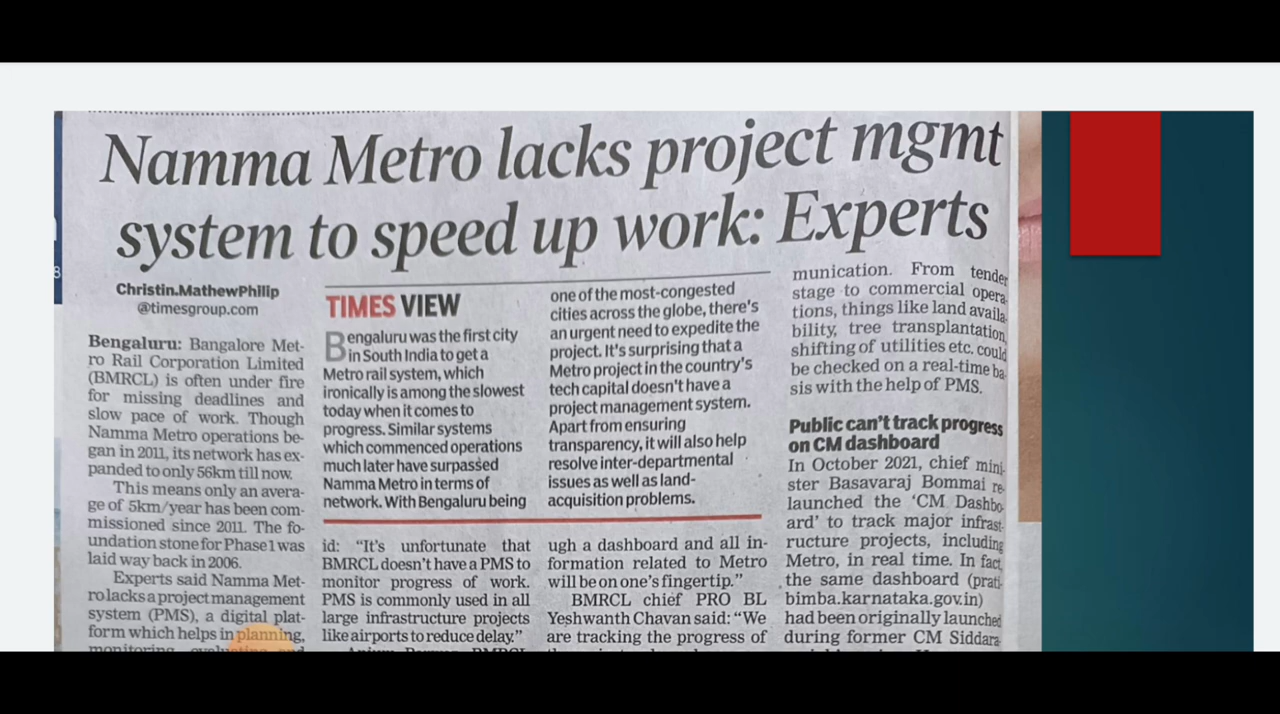 Namma Metro lacks project mgmt
system to speed up work: Experts
Christin.MathewPhilip
@timesgroup.com
Bengaluru: Bangalore Met-
ro Rail Corporation Limited
(BMRCL) is often under fire
for missing deadlines and
slow pace of work. Though
Namma Metro operations be-
gan in 2011, its network has ex-
panded to only 56km till now.
This means only an avera-
ge of 5km/year has been com-
missioned since 2011. The fo-
undation stone for Phase 1 was
laid way back in 2006.
Experts said Namma Met-
ro lacks a project management
system (PMS), a digital plat-
form which helps in planning,
TIMES VIEW
Bengaluru was the first city
in South India to get a
Metro rail system, which
ironically is among the slowest
today when it comes to
progress. Similar systems
which commenced operations
much later have surpassed
Namma Metro in terms of
network. With Bengaluru being
one of the most-congested
cities across the globe, there's
an urgent need to expedite the
project. It's surprising that a
Metro project in the country's
tech capital doesn't have a
project management system.
Apart from ensuring
transparency, it will also help
resolve inter-departmental
issues as well as land-
acquisition problems.
id: "It's unfortunate that
BMRCL doesn't have a PMS to
monitor progress of work.
PMS is commonly used in all
large infrastructure projects
like airports to reduce delay."
ugh a dashboard and all in-
formation related to Metro
will be on one's fingertip."
BMRCL chief PRO BL
Yeshwanth Chavan said: "We
are tracking the progress of
munication. From tender
stage to commercial opera-
tions, things like land availa-
bility, tree transplantation,
shifting of utilities etc. could
be checked on a real-time ba-
sis with the help of PMS.
Public can't track progress
on CM dashboard
In October 2021, chief mini-
ster Basavaraj Bommai re-
launched the 'CM Dashbo-
ard' to track major infrast-
ructure projects, including
Metro, in real time. In fact,
the same dashboard (prati-
bimba.karnataka.gov.in)
had been originally launched
during former CM Siddara-
8